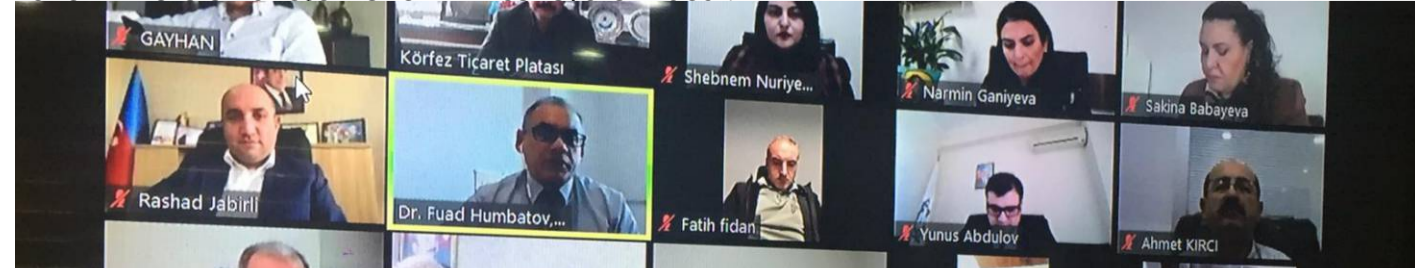 GAYHAN
Körfez Ticaret Platası
Shebnem Nuriye...
Narmin Ganiyeva
Sakina Babayeva
Rashad Jabirli
Dr. Fuad Humbatov,...
Fatih fidan
Yunus Abdulov
Ahmet KIRCI